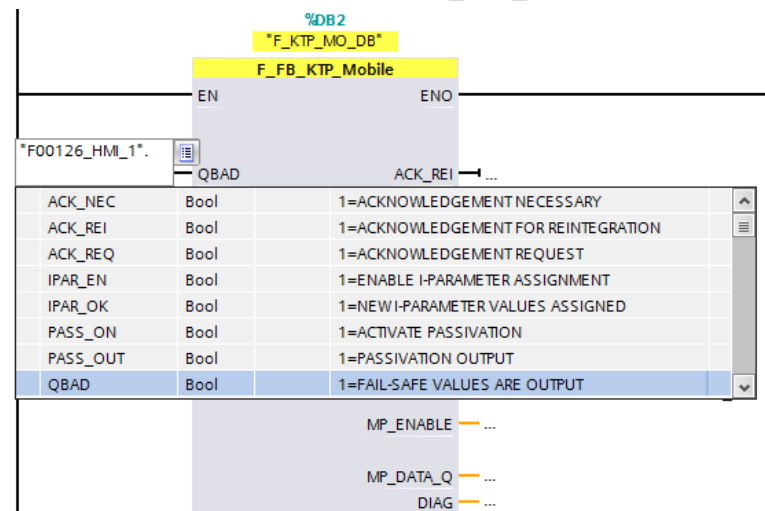 %DB2
"F_KTP_MO_DB"
F_FB_KTP_Mobile
EN ENO
"F00126_HMI_1".
QBAD ACK_REI ...
ACK_NEC Bool 1=ACKNOWLEDGEMENT NECESSARY
ACK_REI Bool 1=ACKNOWLEDGEMENT FOR REINTEGRATION
ACK_REQ Bool 1=ACKNOWLEDGEMENT REQUEST
IPAR_EN Bool 1=ENABLE I-PARAMETER ASSIGNMENT
IPAR_OK Bool 1=NEW I-PARAMETER VALUES ASSIGNED
PASS_ON Bool 1=ACTIVATE PASSIVATION
PASS_OUT Bool 1=PASSIVATION OUTPUT
QBAD Bool 1=FAIL-SAFE VALUES ARE OUTPUT
MP_ENABLE ...
MP_DATA_Q ...
DIAG ...